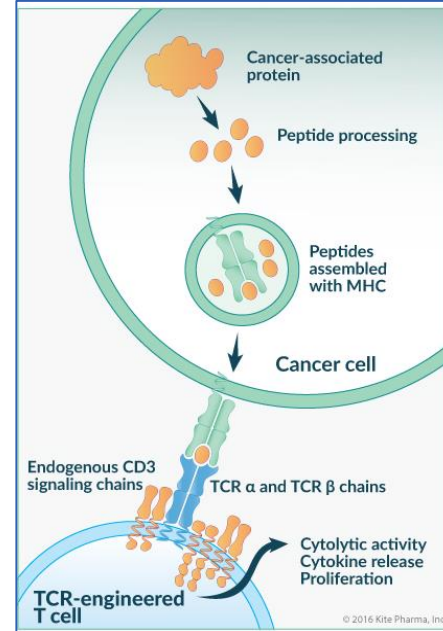 Cancer-associated
protein
Peptide processing
Peptides
assembled
with MHC
Cancer cell
Endogenous CD3
signaling chains
TCR α and TCR β chains
Cytolytic activity
Cytokine release
Proliferation
TCR-engineered
T cell
© 2016 Kite Pharma, Inc